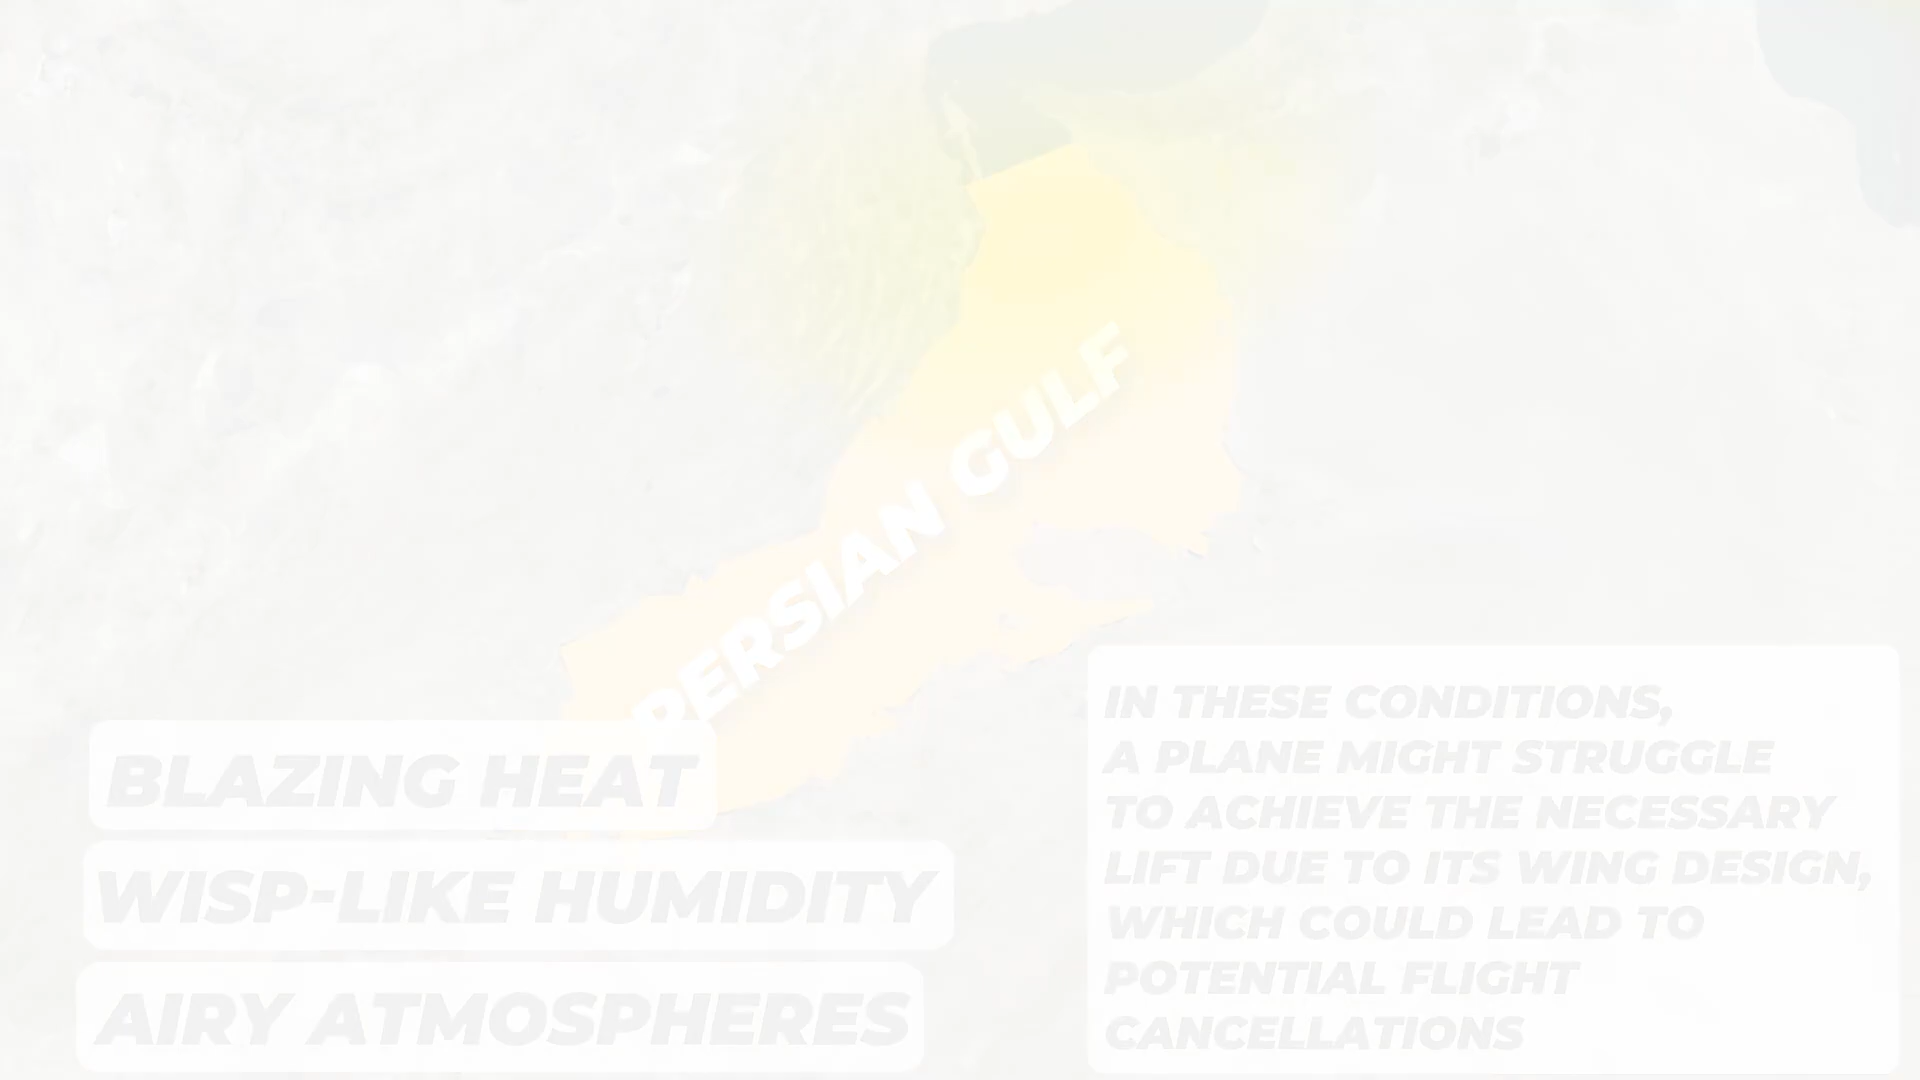 PERSIAN GULF
BLAZING HEAT
WISP-LIKE HUMIDITY
AIRY ATMOSPHERES
IN THESE CONDITIONS,
A PLANE MIGHT STRUGGLE
TO ACHIEVE THE NECESSARY
LIFT DUE TO ITS WING DESIGN,
WHICH COULD LEAD TO
POTENTIAL FLIGHT
CANCELLATIONS